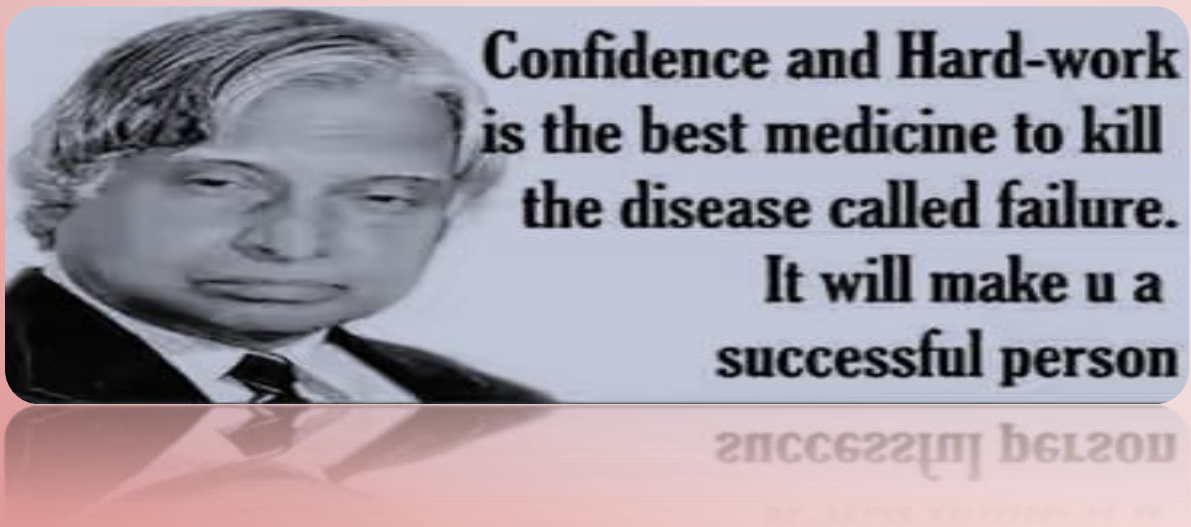 Confidence and Hard-work
is the best medicine to kill
the disease called failure.
It will make u a
successful person